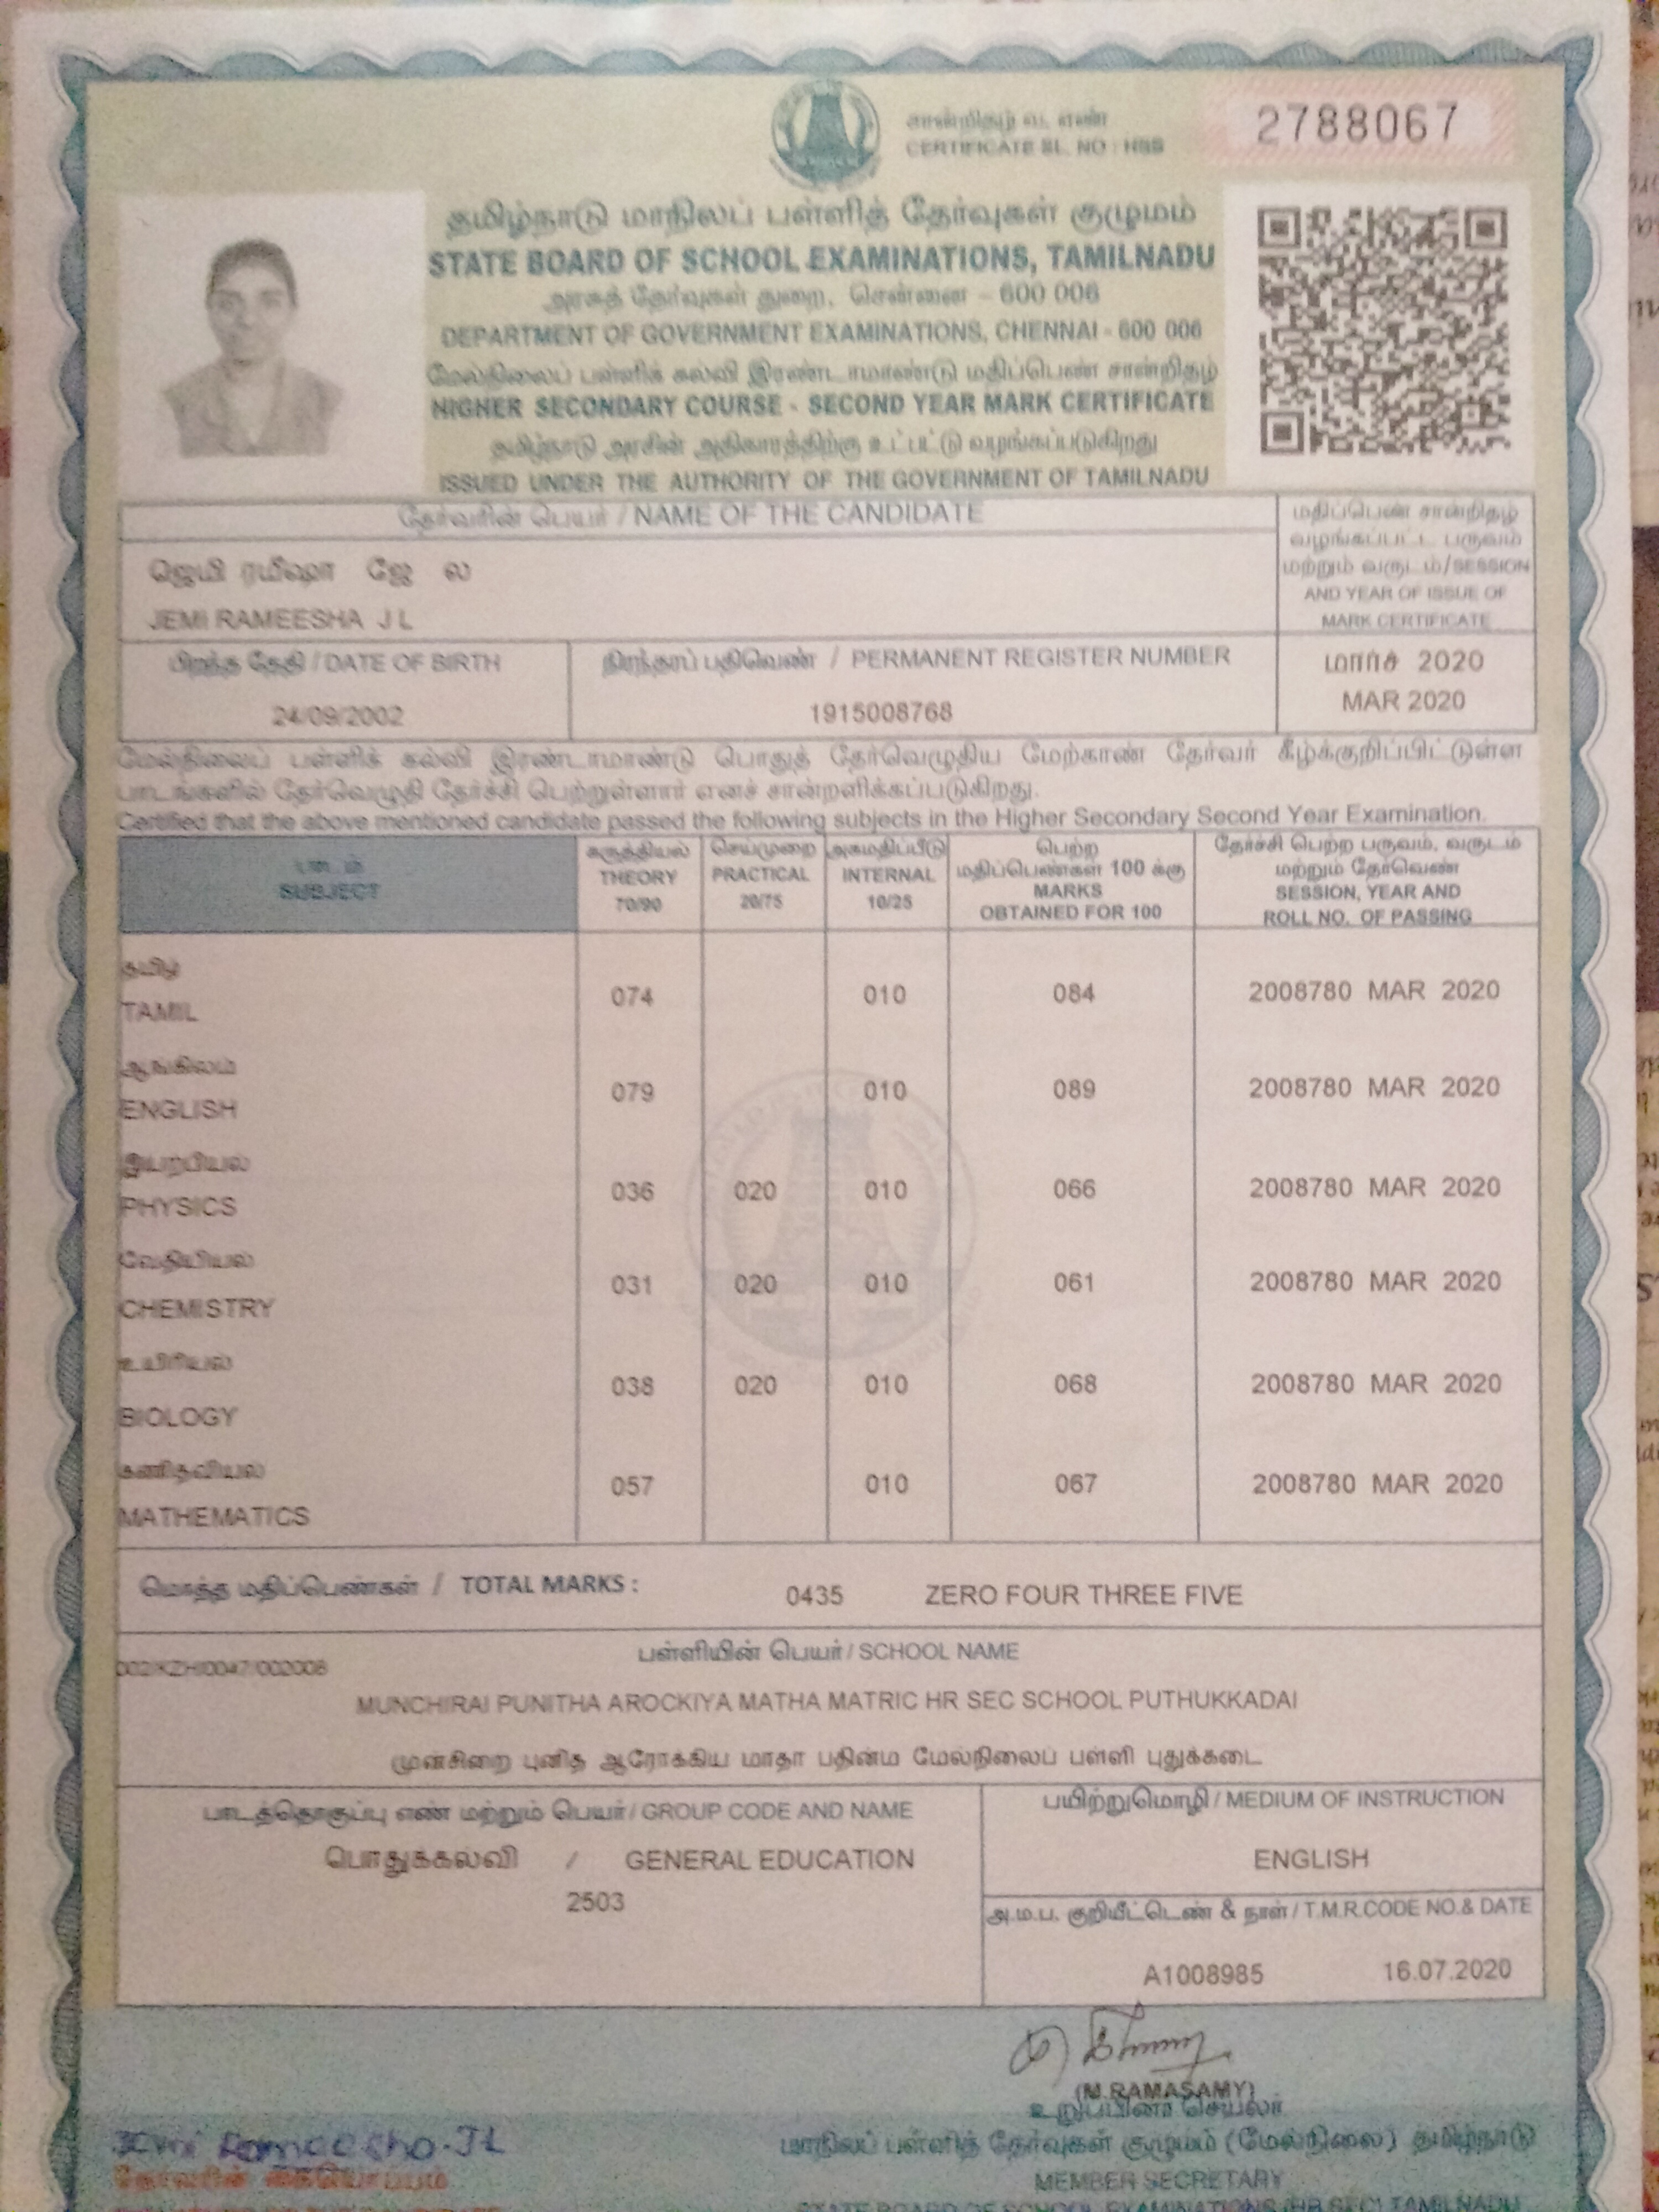 சான்றிதழ் வ. எண்
CERTIFICATE SL. NO : HSS
2788067
தமிழ்நாடு மாநிலப் பள்ளித் தேர்வுகள் குழுமம்
STATE BOARD OF SCHOOL EXAMINATIONS, TAMILNADU
அரசுத் தேர்வுகள் துறை, சென்னை - 600 006
DEPARTMENT OF GOVERNMENT EXAMINATIONS, CHENNAI - 600 006
மேல்நிலைப் பள்ளிக் கல்வி இரண்டாமாண்டு மதிப்பெண் சான்றிதழ்
HIGHER SECONDARY COURSE - SECOND YEAR MARK CERTIFICATE
தமிழ்நாடு அரசின் அதிகாரத்திற்கு உட்பட்டு வழங்கப்படுகிறது
ISSUED UNDER THE AUTHORITY OF THE GOVERNMENT OF TAMILNADU
தேர்வரின் பெயர் / NAME OF THE CANDIDATE
ஜெமி ரமீஷா ஜே ல
JEMI RAMEESHA J L
மதிப்பெண் சான்றிதழ்
வழங்கப்பட்ட பருவம்
மற்றும் வருடம்/SESSION
AND YEAR OF ISSUE OF
MARK CERTIFICATE
பிறந்த தேதி / DATE OF BIRTH
24/09/2002
நிரந்தரப் பதிவெண் / PERMANENT REGISTER NUMBER
1915008768
மார்ச் 2020
MAR 2020
மேல்நிலைப் பள்ளிக் கல்வி இரண்டாமாண்டு பொதுத் தேர்வெழுதிய மேற்காண் தேர்வர் கீழ்க்குறிப்பிட்டுள்ள
பாடங்களில் தேர்வெழுதி தேர்ச்சி பெற்றுள்ளார் எனச் சான்றளிக்கப்படுகிறது.
Certified that the above mentioned candidate passed the following subjects in the Higher Secondary Second Year Examination.
பாடம்
SUBJECT
கருத்தியல்
THEORY
70/90
செய்முறை
PRACTICAL
20/75
அகமதிப்பீடு
INTERNAL
10/25
பெற்ற
மதிப்பெண்கள் 100 க்கு
MARKS
OBTAINED FOR 100
தேர்ச்சி பெற்ற பருவம், வருடம்
மற்றும் தேர்வெண்
SESSION, YEAR AND
ROLL NO. OF PASSING
தமிழ்
TAMIL 074 010 084 2008780 MAR 2020
ஆங்கிலம்
ENGLISH 079 010 089 2008780 MAR 2020
இயற்பியல்
PHYSICS 036 020 010 066 2008780 MAR 2020
வேதியியல்
CHEMISTRY 031 020 010 061 2008780 MAR 2020
உயிரியல்
BIOLOGY 038 020 010 068 2008780 MAR 2020
கணிதவியல்
MATHEMATICS 057 010 067 2008780 MAR 2020
மொத்த மதிப்பெண்கள் / TOTAL MARKS : 0435 ZERO FOUR THREE FIVE
பள்ளியின் பெயர் / SCHOOL NAME
002/KZH/0047/002008
MUNCHIRAI PUNITHA AROCKIYA MATHA MATRIC HR SEC SCHOOL PUTHUKKADAI
முன்சிறை புனித ஆரோக்கிய மாதா பதின்ம மேல்நிலைப் பள்ளி புதுக்கடை
பாடத்தொகுப்பு எண் மற்றும் பெயர் / GROUP CODE AND NAME
பொதுக்கல்வி / GENERAL EDUCATION
2503
பயிற்றுமொழி / MEDIUM OF INSTRUCTION
ENGLISH
அ.ம.ப. குறியீட்டெண் & நாள் / T.M.R.CODE NO.& DATE
A1008985 16.07.2020
(M.RAMASAMY)
உறுப்பினர் செயலர்
மாநிலப் பள்ளித் தேர்வுகள் குழுமம் (மேல்நிலை) தமிழ்நாடு
MEMBER SECRETARY
STATE BOARD OF SCHOOL EXAMINATIONS (HR.SEC) TAMILNADU
Jemi Rameesha.JL
தேர்வரின் கையொப்பம்